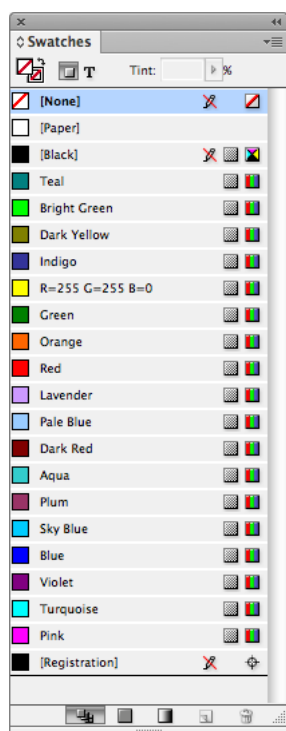 Swatches
T Tint: %
[None]
[Paper]
[Black]
Teal
Bright Green
Dark Yellow
Indigo
R=255 G=255 B=0
Green
Orange
Red
Lavender
Pale Blue
Dark Red
Aqua
Plum
Sky Blue
Blue
Violet
Turquoise
Pink
[Registration]